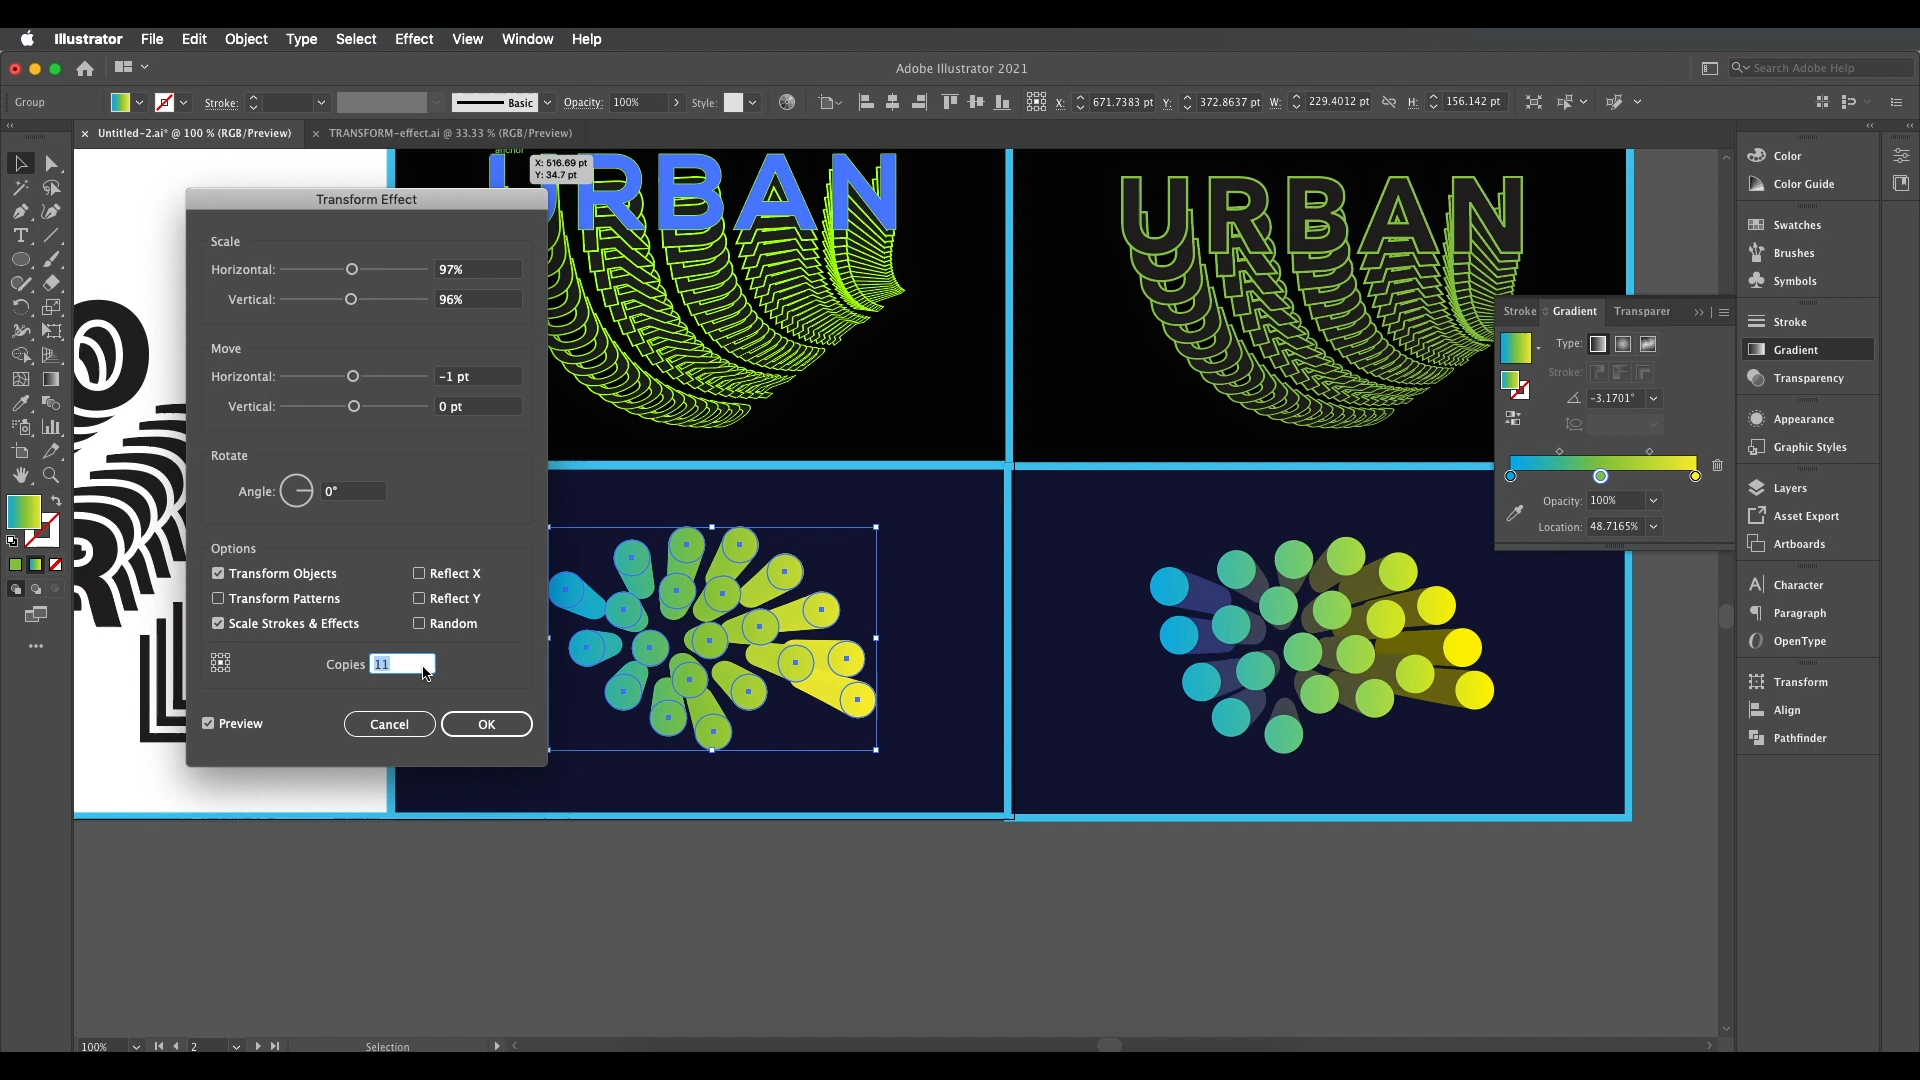 Illustrator File Edit Object Type Select Effect View Window Help
Adobe Illustrator 2021
Search Adobe Help
Group
Stroke:
Basic
Opacity: 100%
Style:
X: 671.7383 pt
Y: 372.8637 pt
W: 229.4012 pt
H: 156.142 pt
Untitled-2.ai* @ 100 % (RGB/Preview)
TRANSFORM-effect.ai @ 33.33 % (RGB/Preview)
anchor
X: 516.69 pt
Y: 34.7 pt
URBAN
URBAN
Transform Effect
Scale
Horizontal: 97%
Vertical: 96%
Move
Horizontal: -1 pt
Vertical: 0 pt
Rotate
Angle: 0°
Options
Transform Objects
Reflect X
Transform Patterns
Reflect Y
Scale Strokes & Effects
Random
Copies 11
Preview
Cancel
OK
Stroke Gradient Transparer
Type:
Stroke:
-3.1701°
Opacity: 100%
Location: 48.7165%
Color
Color Guide
Swatches
Brushes
Symbols
Stroke
Gradient
Transparency
Appearance
Graphic Styles
Layers
Asset Export
Artboards
Character
Paragraph
OpenType
Transform
Align
Pathfinder
100%
2
Selection